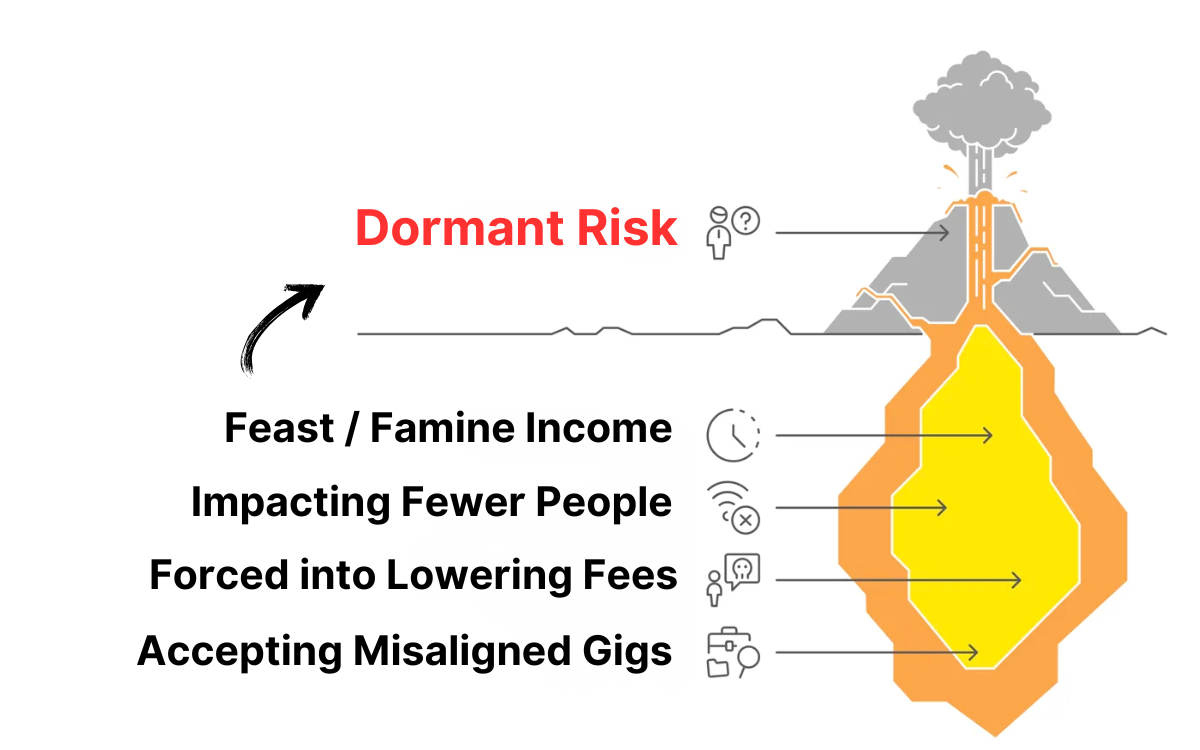 Dormant Risk
Feast / Famine Income
Impacting Fewer People
Forced into Lowering Fees
Accepting Misaligned Gigs